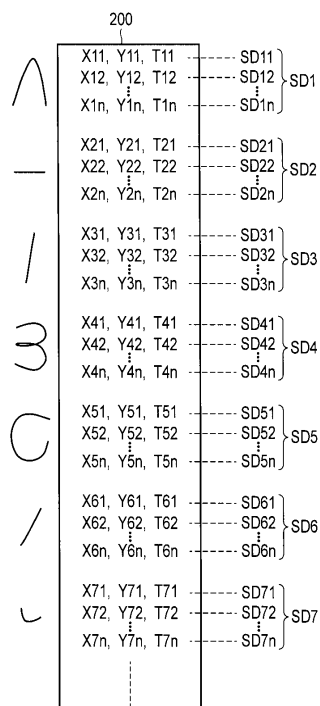 200
X11, Y11, T11 SD11
X12, Y12, T12 SD12 SD1
X1n, Y1n, T1n SD1n
X21, Y21, T21 SD21
X22, Y22, T22 SD22 SD2
X2n, Y2n, T2n SD2n
X31, Y31, T31 SD31
X32, Y32, T32 SD32 SD3
X3n, Y3n, T3n SD3n
X41, Y41, T41 SD41
X42, Y42, T42 SD42 SD4
X4n, Y4n, T4n SD4n
X51, Y51, T51 SD51
X52, Y52, T52 SD52 SD5
X5n, Y5n, T5n SD5n
X61, Y61, T61 SD61
X62, Y62, T62 SD62 SD6
X6n, Y6n, T6n SD6n
X71, Y71, T71 SD71
X72, Y72, T72 SD72 SD7
X7n, Y7n, T7n SD7n